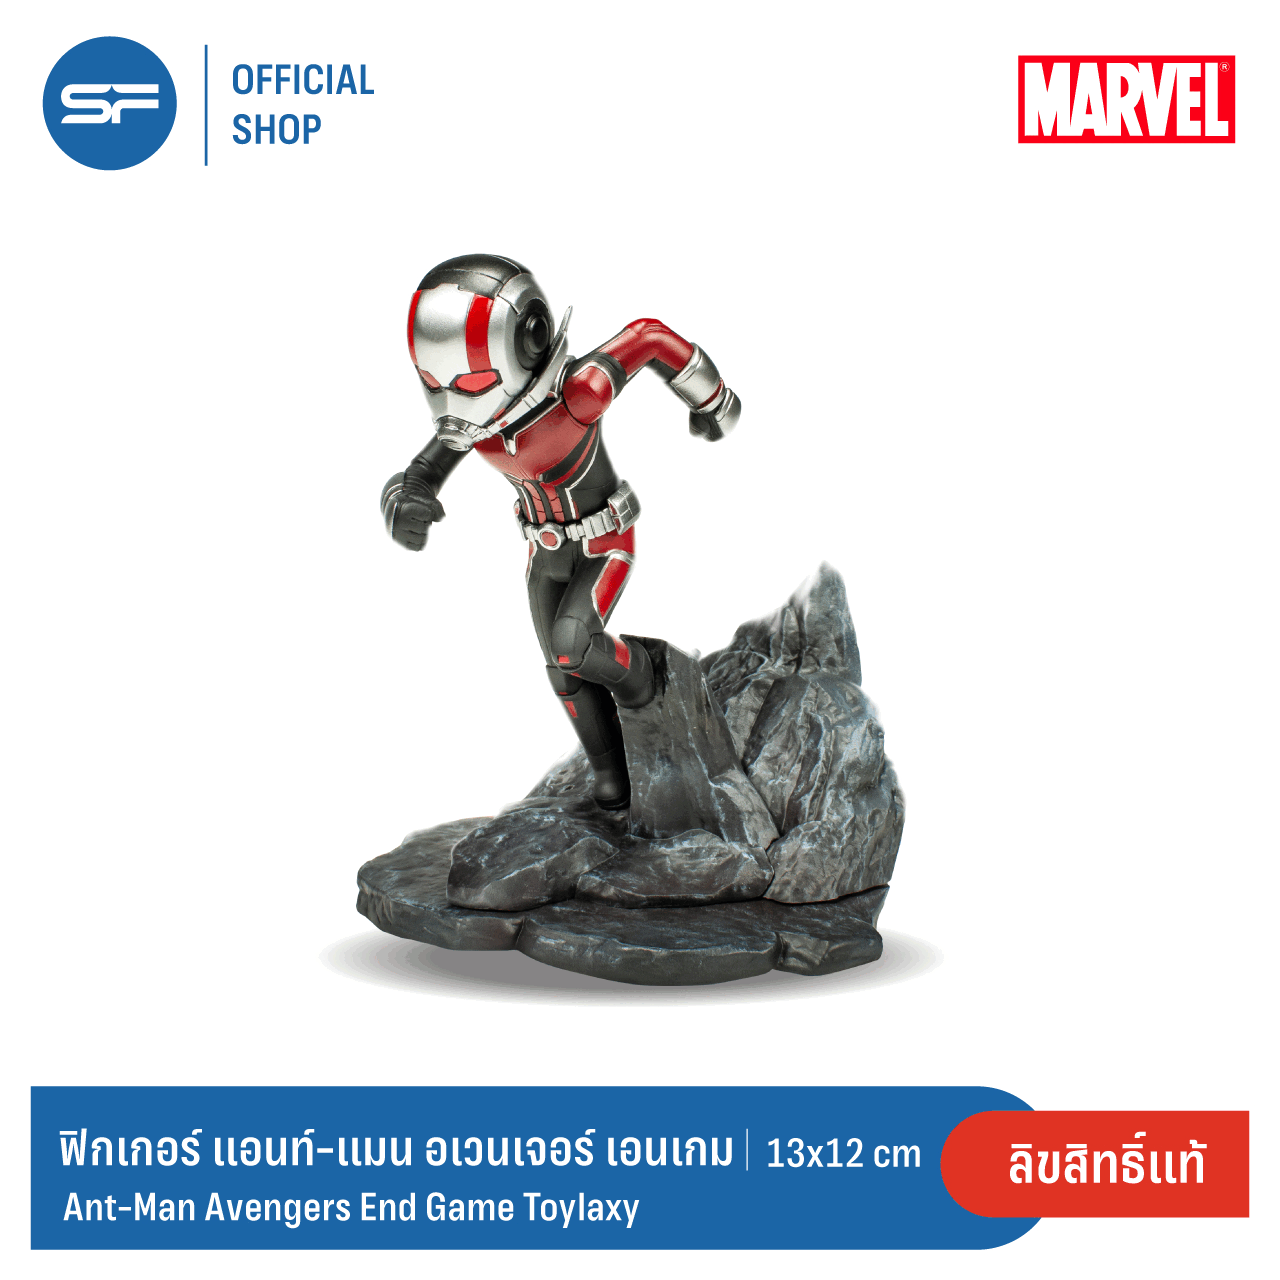 SF
OFFICIAL
SHOP
MARVEL®
ฟิกเกอร์ แอนท์-แมน อเวนเจอร์ เอนเกม | 13x12 cm
Ant-Man Avengers End Game Toylaxy
ลิขสิทธิ์แท้